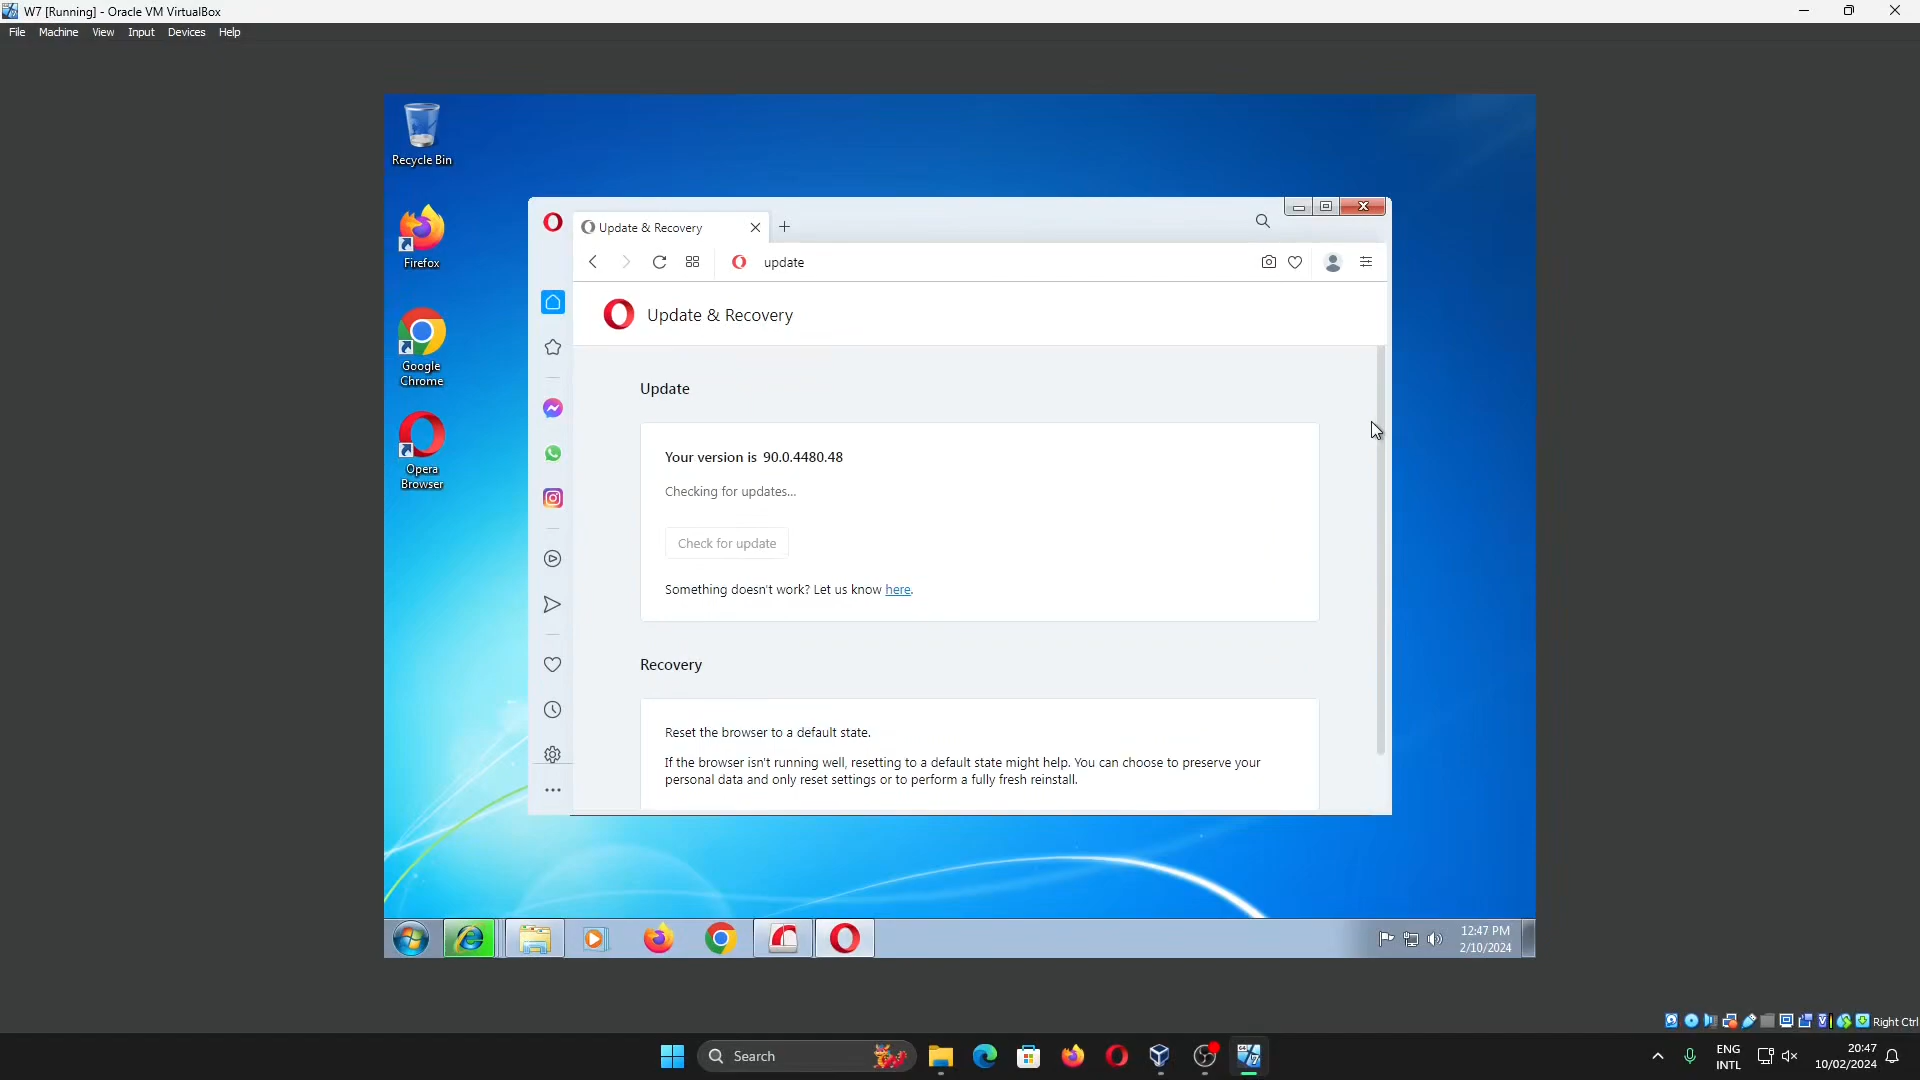 W7 [Running] - Oracle VM VirtualBox
File Machine View Input Devices Help
Recycle Bin
Firefox
Google
Chrome
Opera
Browser
Update & Recovery
update
Update & Recovery
Update
Your version is 90.0.4480.48
Checking for updates...
Check for update
Something doesn't work? Let us know here.
Recovery
Reset the browser to a default state.
If the browser isn't running well, resetting to a default state might help. You can choose to preserve your
personal data and only reset settings or to perform a fully fresh reinstall.
12:47 PM
2/10/2024
Right Ctrl
Search
ENG
INTL
20:47
10/02/2024